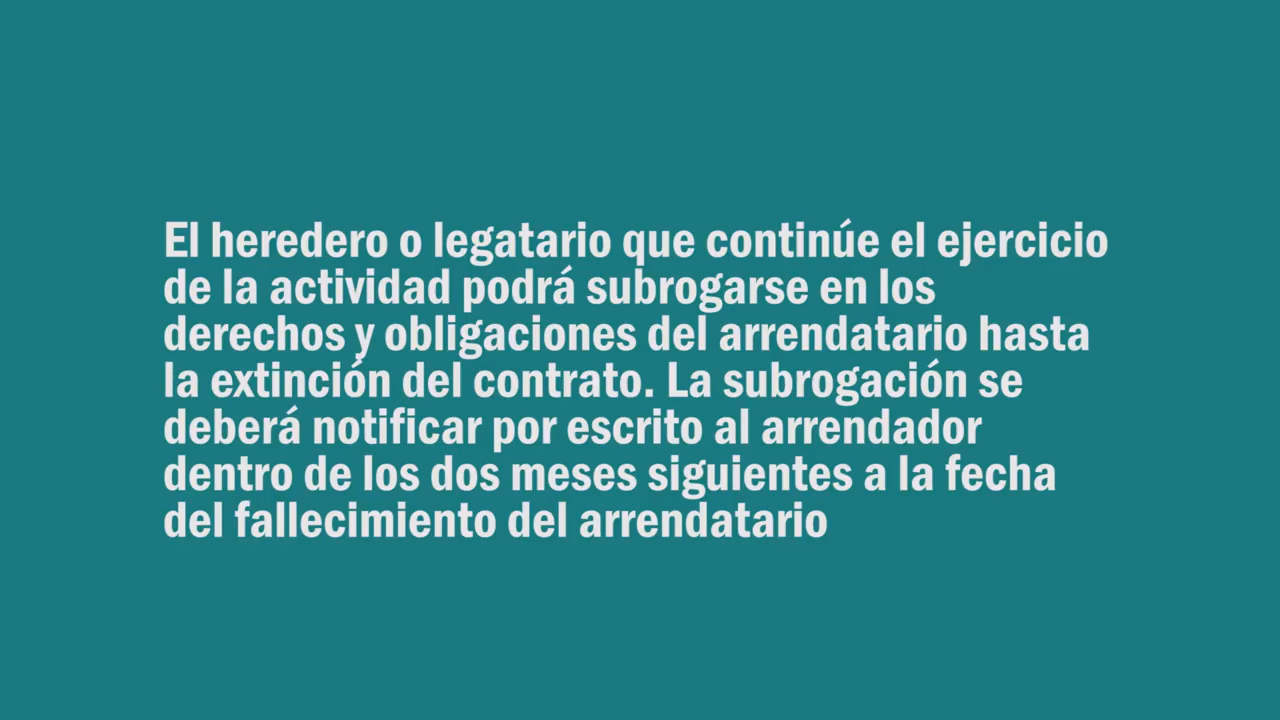 El heredero o legatario que continúe el ejercicio
de la actividad podrá subrogarse en los
derechos y obligaciones del arrendatario hasta
la extinción del contrato. La subrogación se
deberá notificar por escrito al arrendador
dentro de los dos meses siguientes a la fecha
del fallecimiento del arrendatario